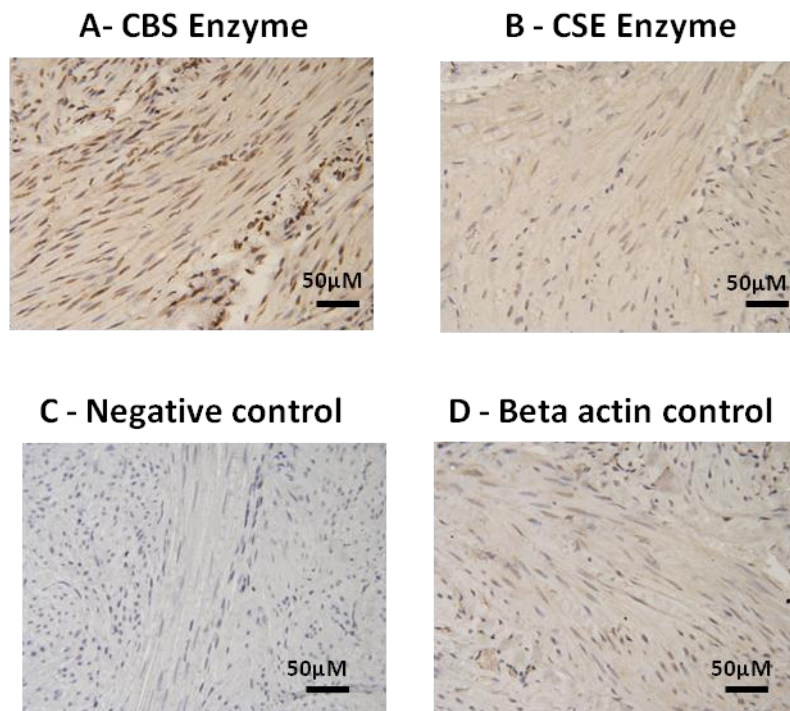 A- CBS Enzyme
B - CSE Enzyme
50µM
50µM
C - Negative control
D - Beta actin control
50µM
50µM